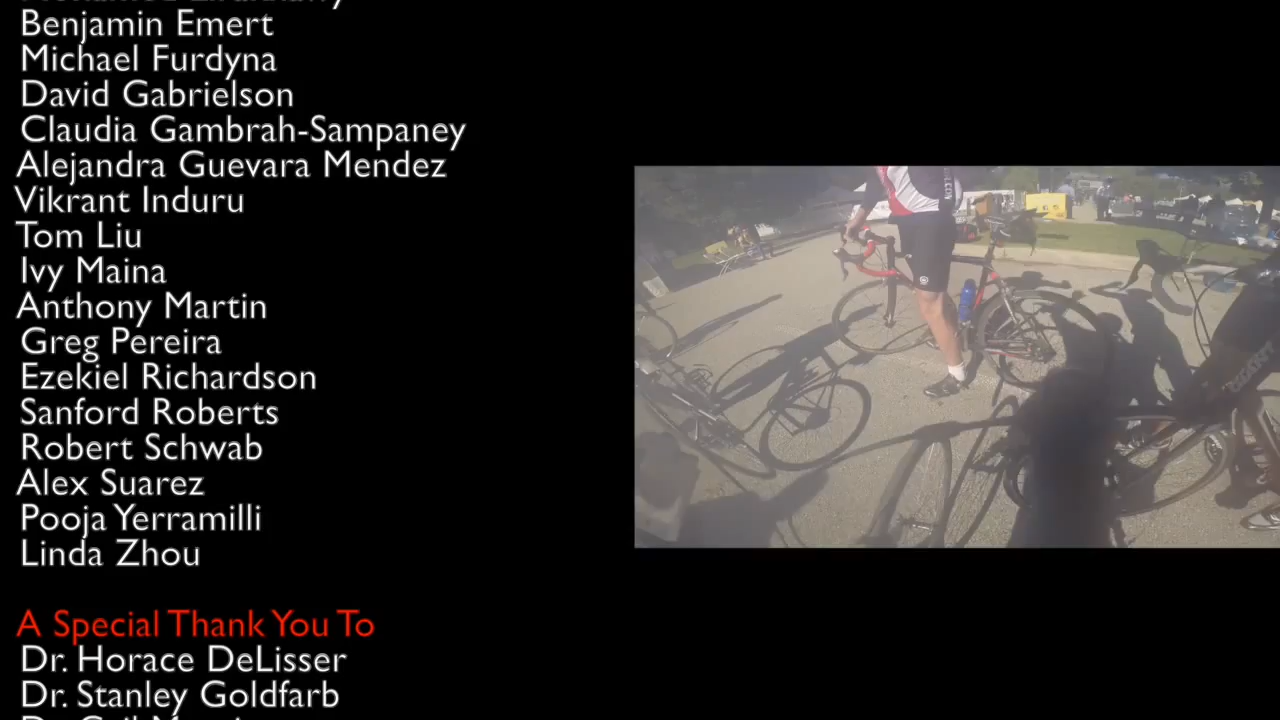 Benjamin Emert
Michael Furdyna
David Gabrielson
Claudia Gambrah-Sampaney
Alejandra Guevara Mendez
Vikrant Induru
Tom Liu
Ivy Maina
Anthony Martin
Greg Pereira
Ezekiel Richardson
Sanford Roberts
Robert Schwab
Alex Suarez
Pooja Yerramilli
Linda Zhou
A Special Thank You To
Dr. Horace DeLisser
Dr. Stanley Goldfarb